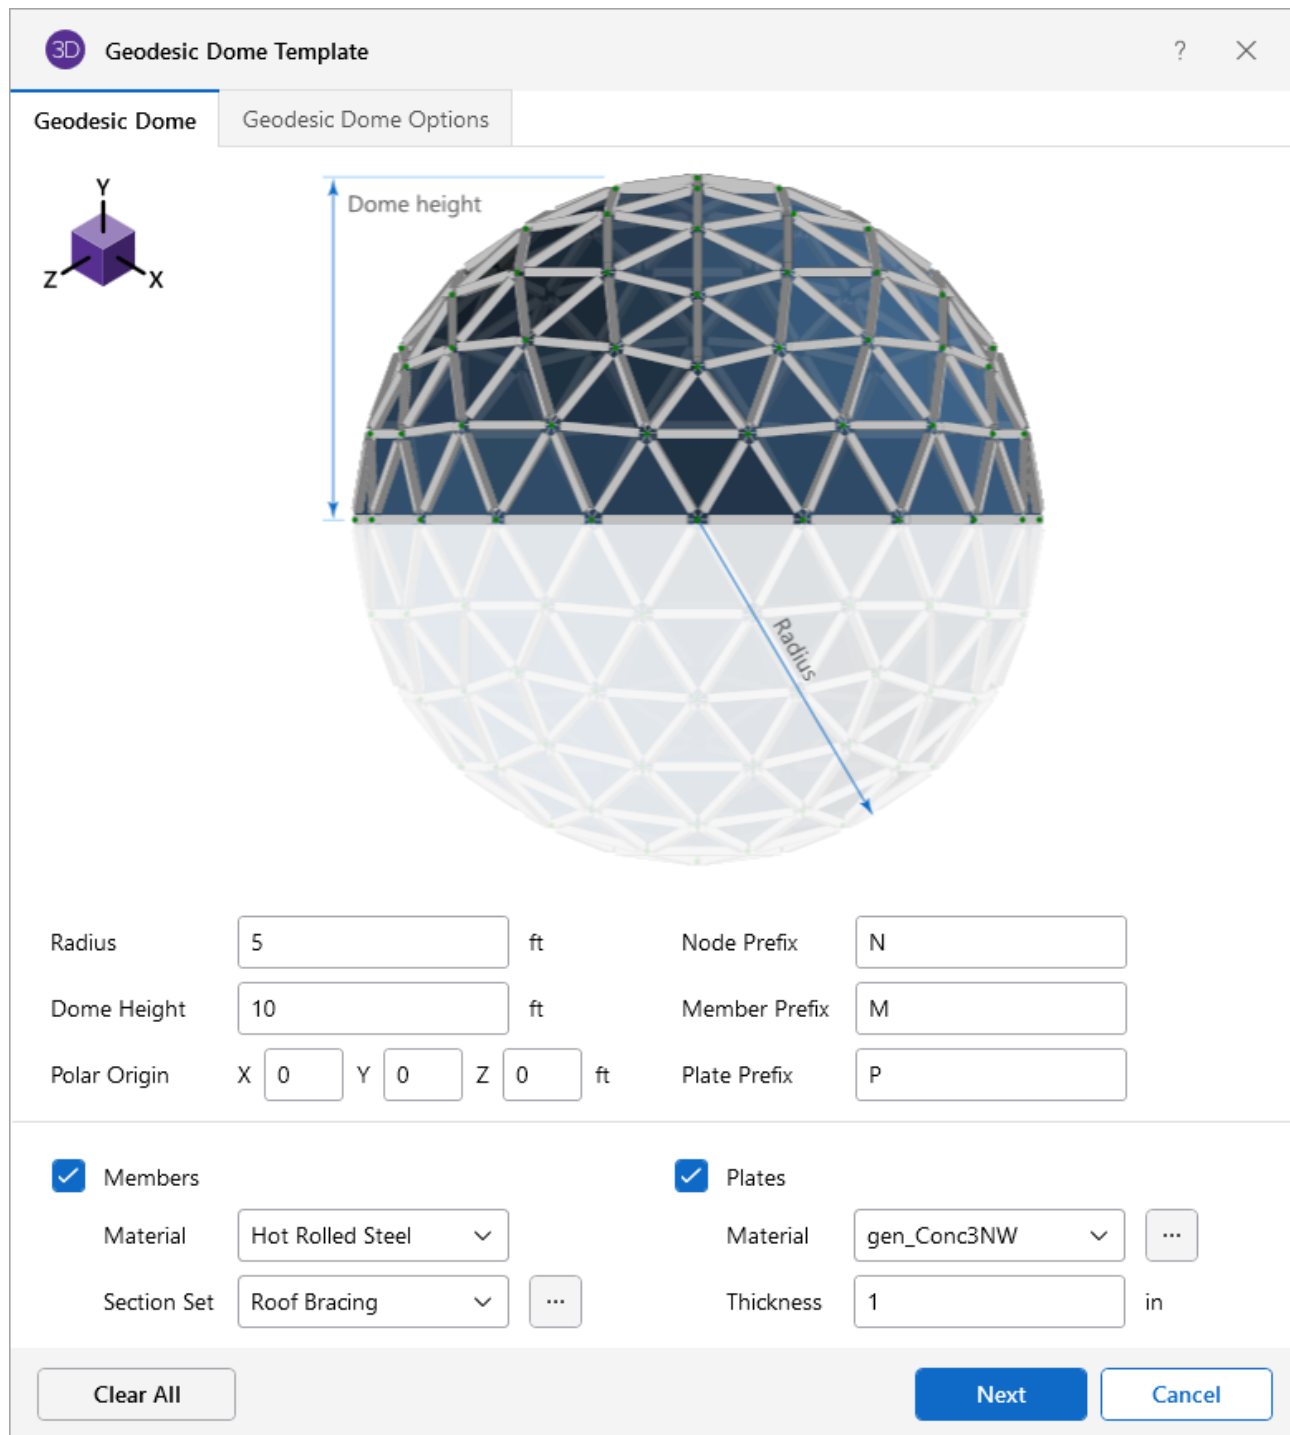 3D Geodesic Dome Template ?
Geodesic Dome Geodesic Dome Options
Y
Z X
Dome height
Radius
Radius 5 ft Node Prefix N
Dome Height 10 ft Member Prefix M
Polar Origin X 0 Y 0 Z 0 ft Plate Prefix P
Members Plates
Material Hot Rolled Steel Material gen_Conc3NW ...
Section Set Roof Bracing ... Thickness 1 in
Clear All Next Cancel